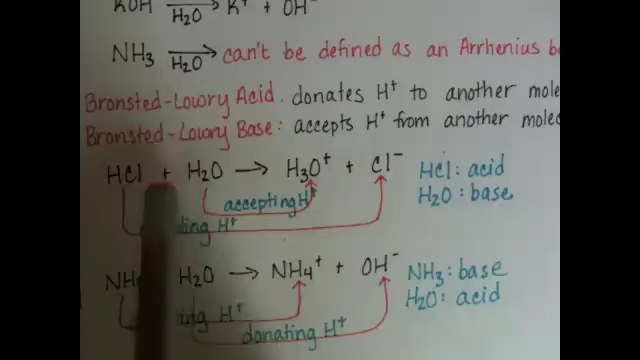 KOH →H₂O K⁺ + OH⁻
NH₃ →H₂O can't be defined as an Arrhenius
Bronsted-Lowry Acid. donates H⁺ to another
Bronsted-Lowry Base: accepts H⁺ from another
HCl + H₂O → H₃O⁺ + Cl⁻ HCl: acid
accepting H⁺ H₂O: base
H⁺
H₂O → NH₄⁺ + OH⁻ NH₃: base
H⁺ H₂O: acid
donating H⁺